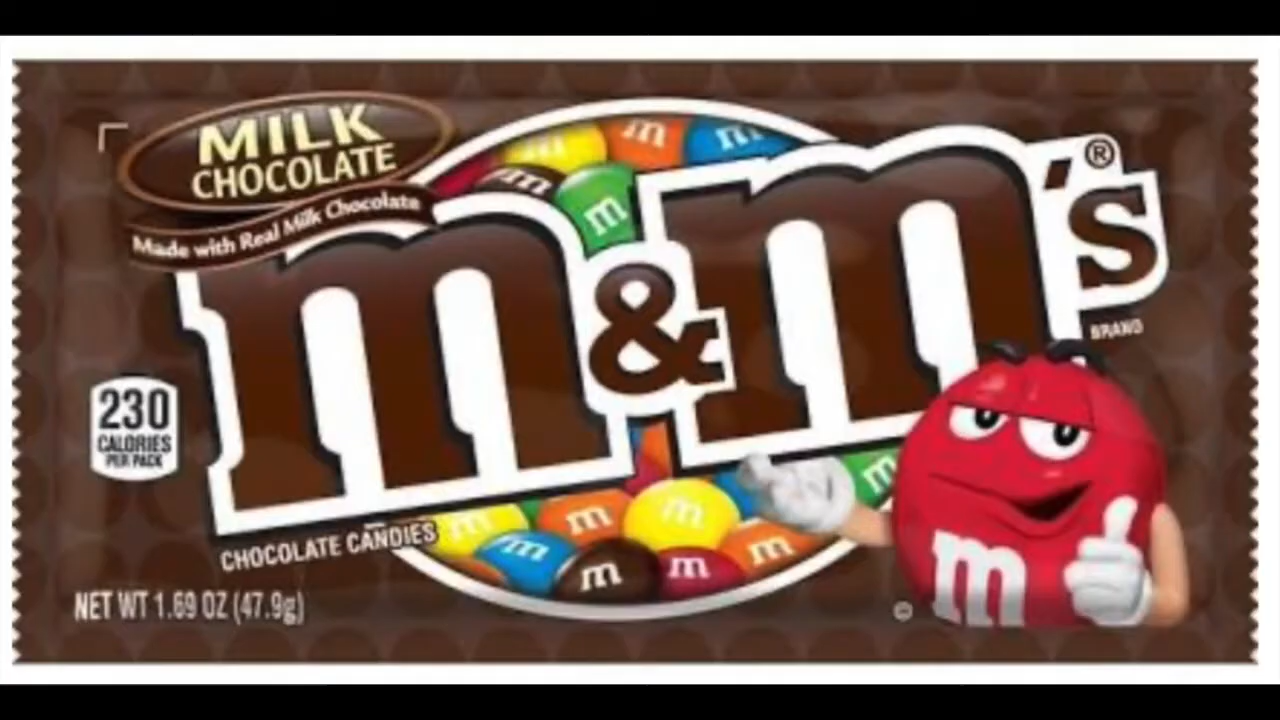 MILK
CHOCOLATE
Made with Real Milk Chocolate
m&m's®
BRAND
230
CALORIES
PER PACK
CHOCOLATE CANDIES
NET WT 1.69 OZ (47.9g)
m
m
m
m
m
m
m
m
m
m
m
m
m
m